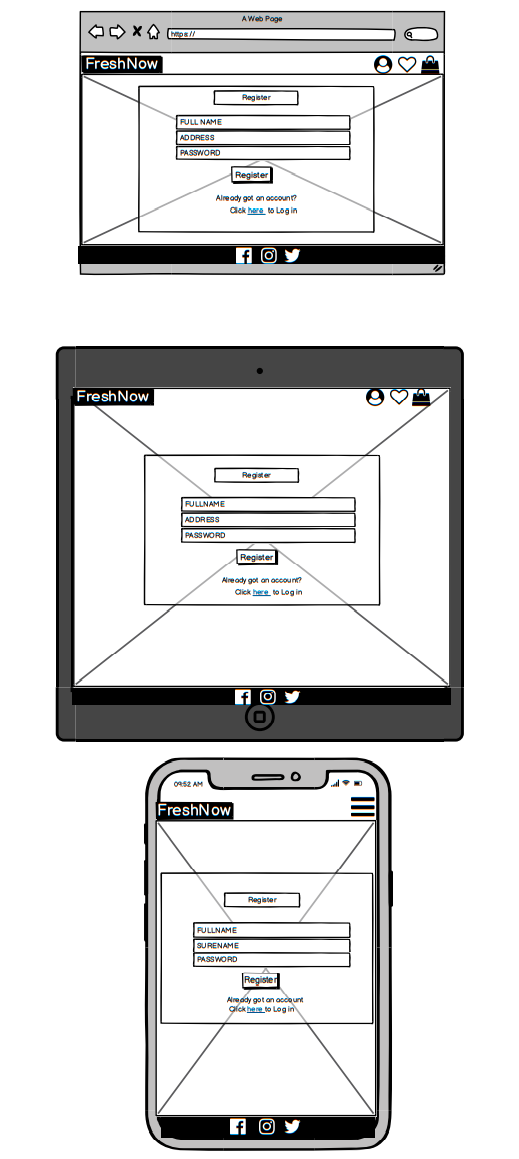 A Web Page
https://
FreshNow
Register
FULL NAME
ADDRESS
PASSWORD
Register
Already got an account?
Click here to Log in
FreshNow
Register
FULLNAME
ADDRESS
PASSWORD
Register
Already got an account?
Click here to Log in
09:52 AM
FreshNow
Register
FULLNAME
SURENAME
PASSWORD
Register
Already got an account
Click here to Log in